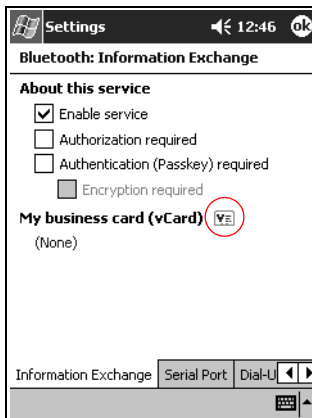 Settings 12:46 ok
Bluetooth: Information Exchange
About this service
Enable service
Authorization required
Authentication (Passkey) required
Encryption required
My business card (vCard)
(None)
Information Exchange Serial Port Dial-U